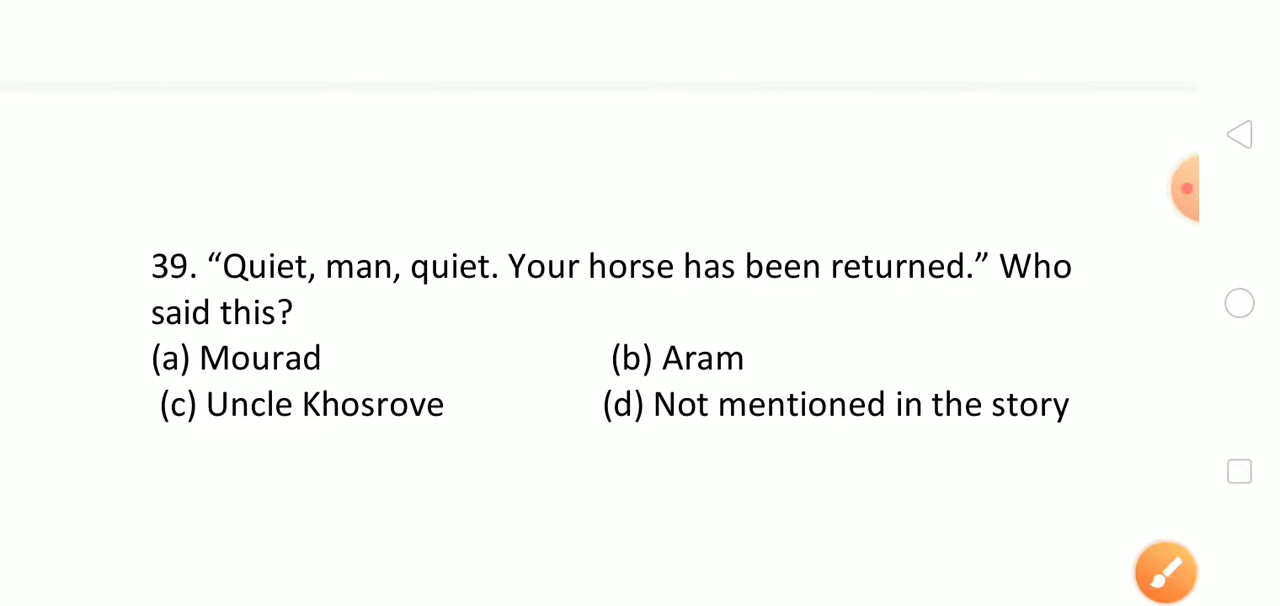 39. “Quiet, man, quiet. Your horse has been returned.” Who
said this?
(a) Mourad (b) Aram
(c) Uncle Khosrove (d) Not mentioned in the story